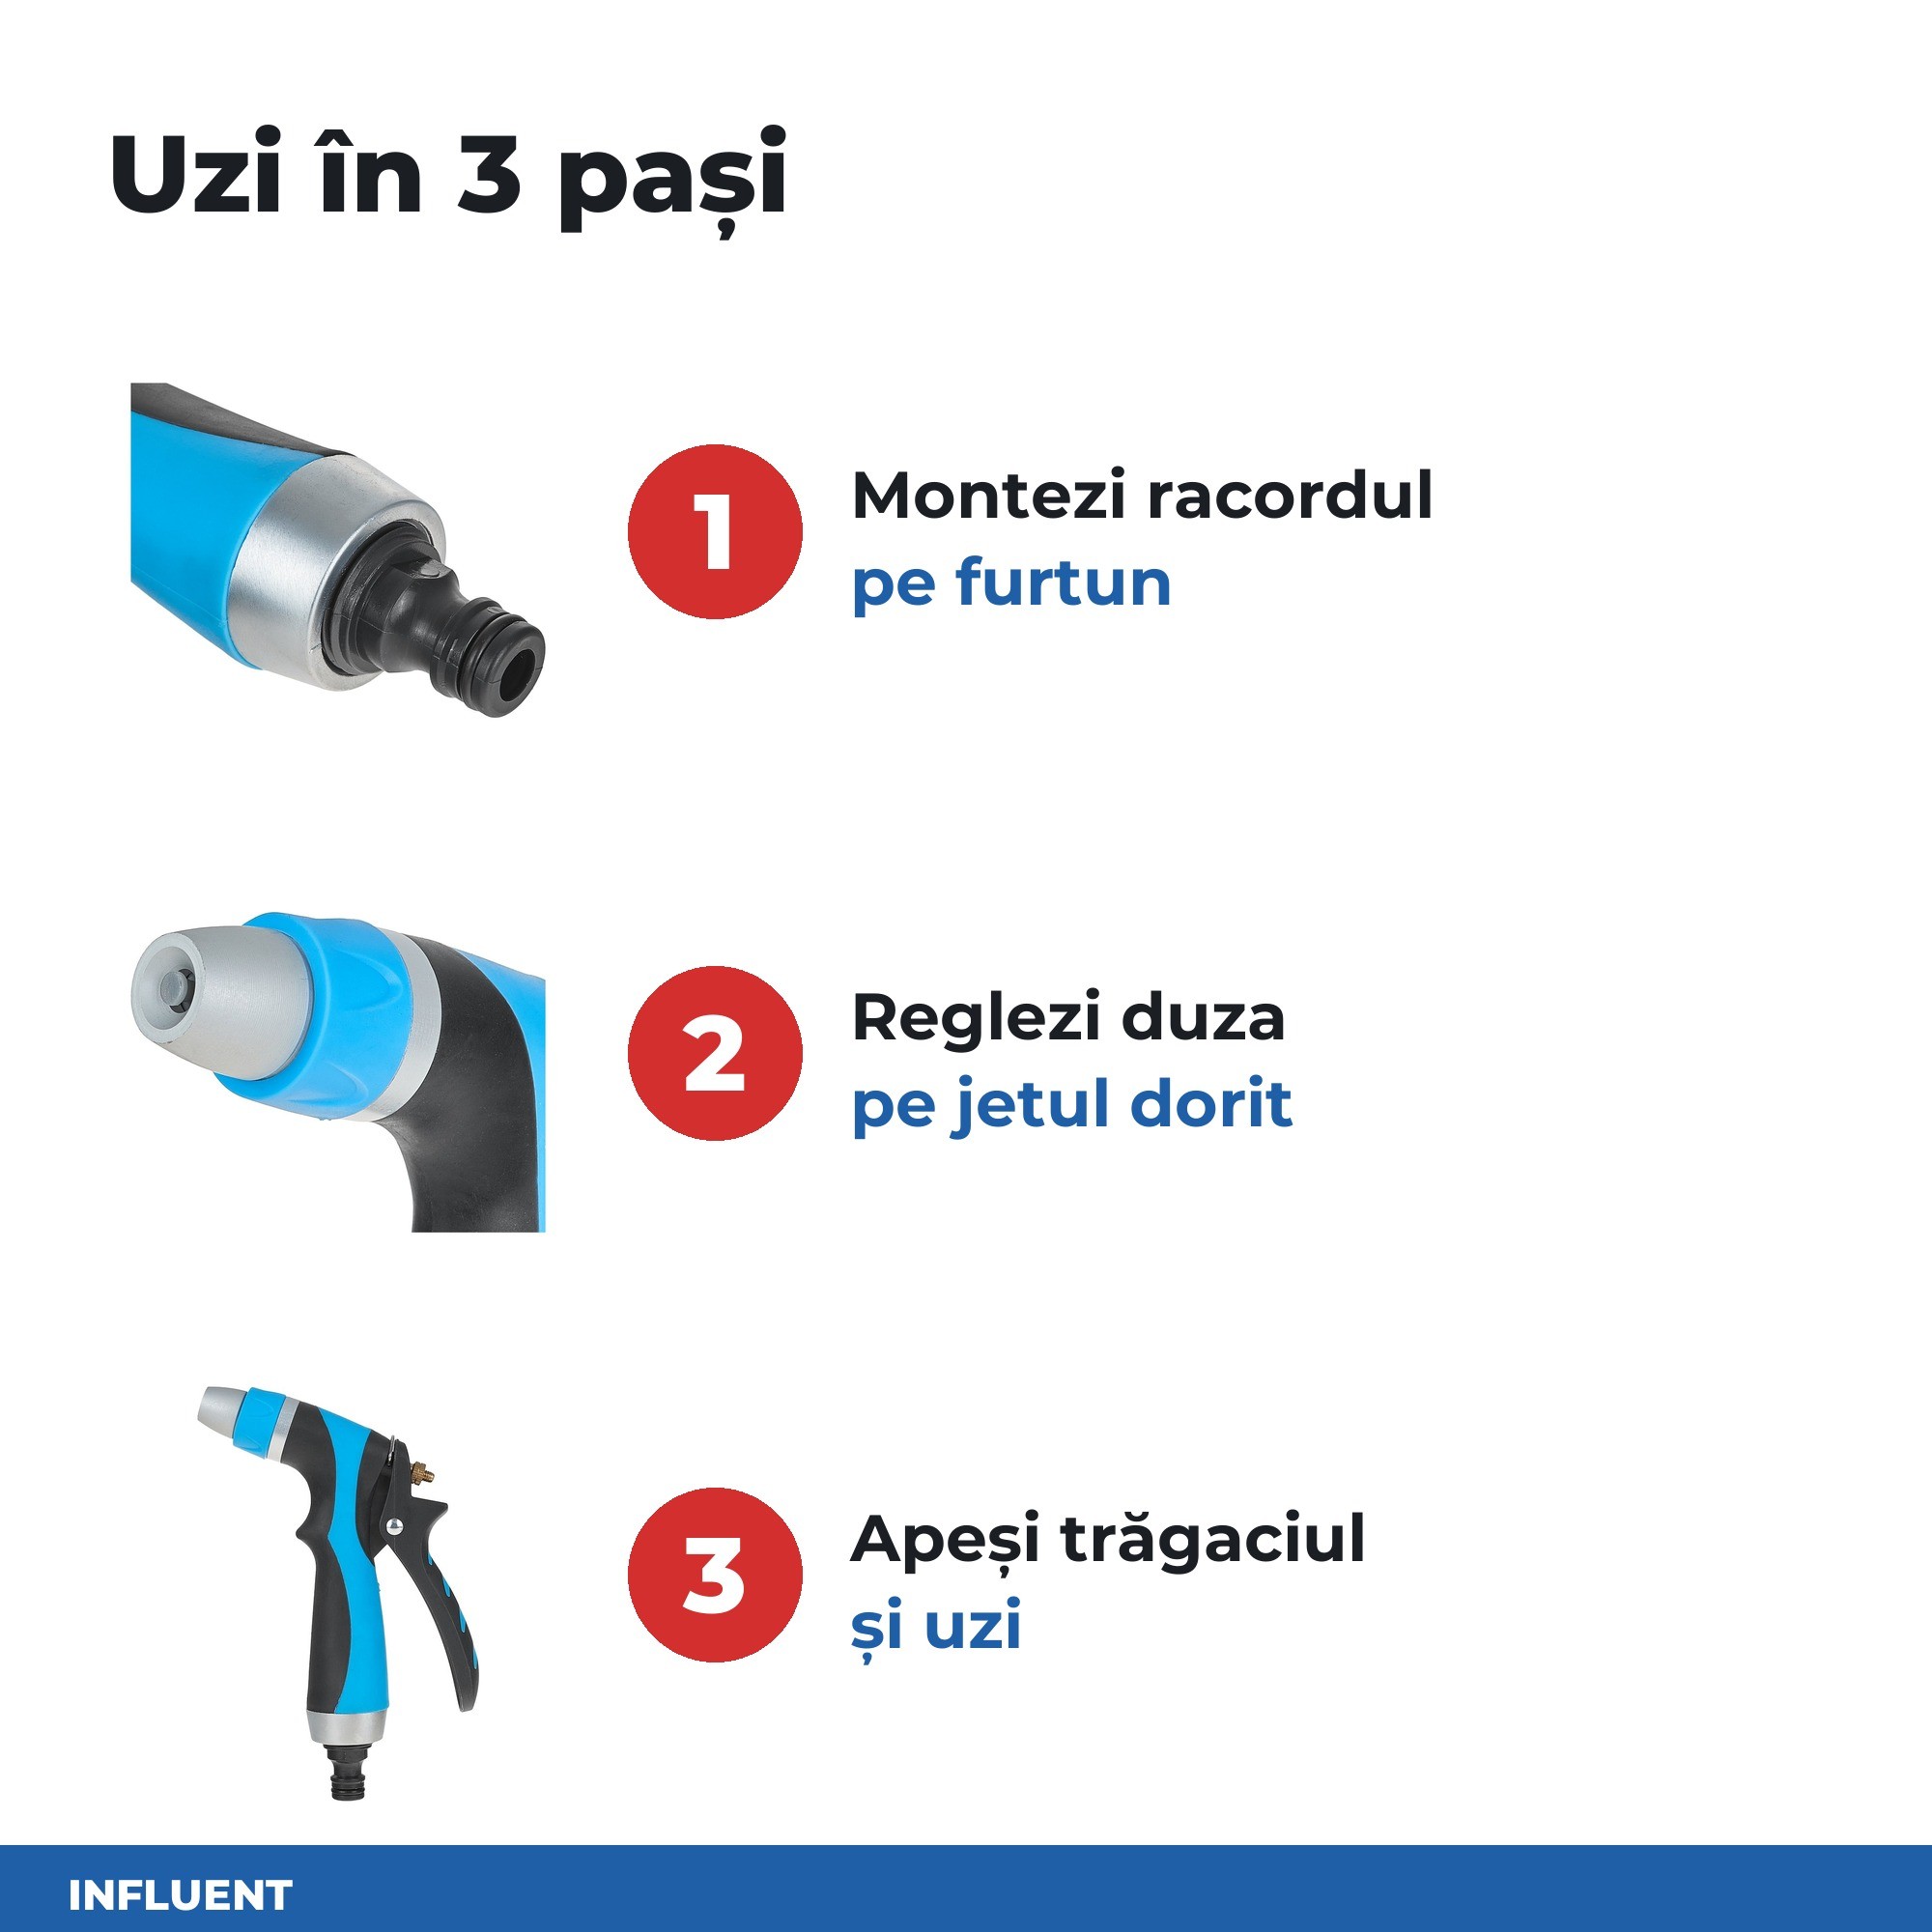 Uzi în 3 pași
1
Montezi racordul
pe furtun
2
Reglezi duza
pe jetul dorit
3
Apeși trăgaciul
și uzi
INFLUENT